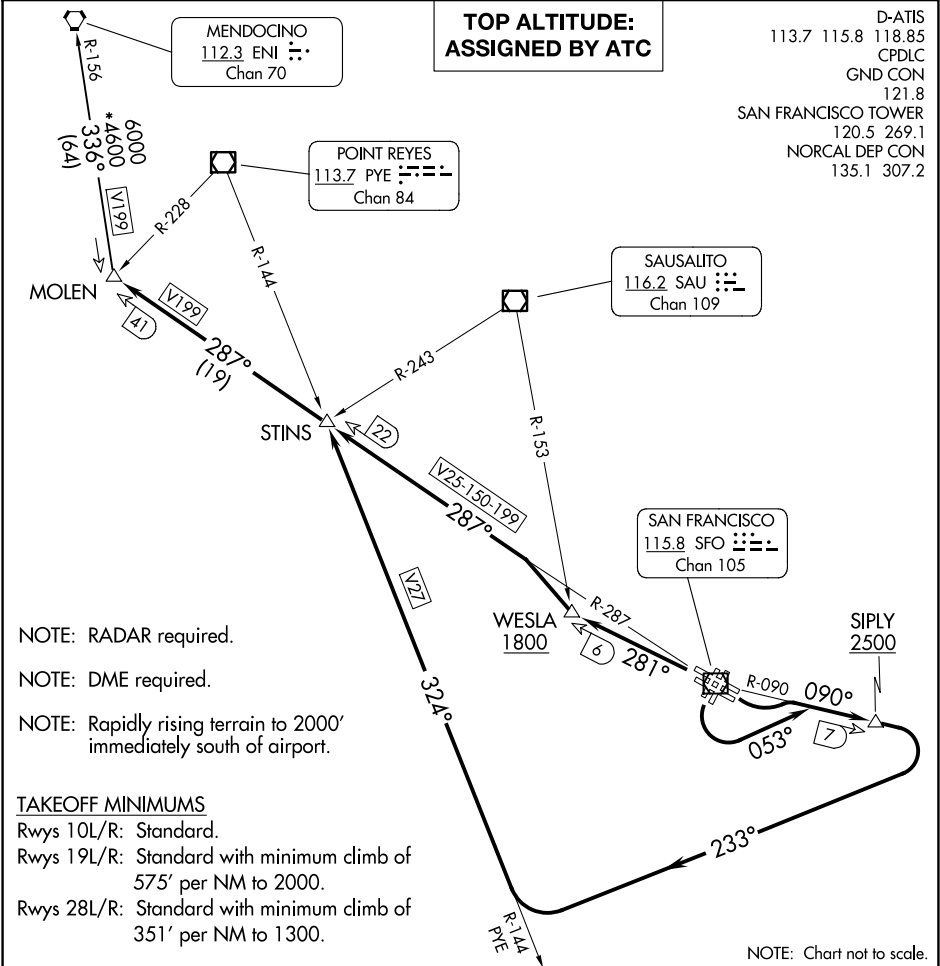 TOP ALTITUDE:
ASSIGNED BY ATC
D-ATIS
113.7 115.8 118.85
CPDLC
GND CON
121.8
SAN FRANCISCO TOWER
120.5 269.1
NORCAL DEP CON
135.1 307.2
MENDOCINO
112.3 ENI
Chan 70
R-156
6000
*4600
336°
(64)
V199
POINT REYES
113.7 PYE
Chan 84
R-228
R-144
MOLEN
41
V199
287°
(19)
SAUSALITO
116.2 SAU
Chan 109
R-243
R-153
STINS
22
V25-150-199
287°
SAN FRANCISCO
115.8 SFO
Chan 105
WESLA
1800
6
R-287
281°
SIPLY
2500
R-090
090°
7
053°
V27
324°
233°
R-144
PYE
NOTE: RADAR required.
NOTE: DME required.
NOTE: Rapidly rising terrain to 2000'
immediately south of airport.
TAKEOFF MINIMUMS
Rwys 10L/R: Standard.
Rwys 19L/R: Standard with minimum climb of
575' per NM to 2000.
Rwys 28L/R: Standard with minimum climb of
351' per NM to 1300.
NOTE: Chart not to scale.